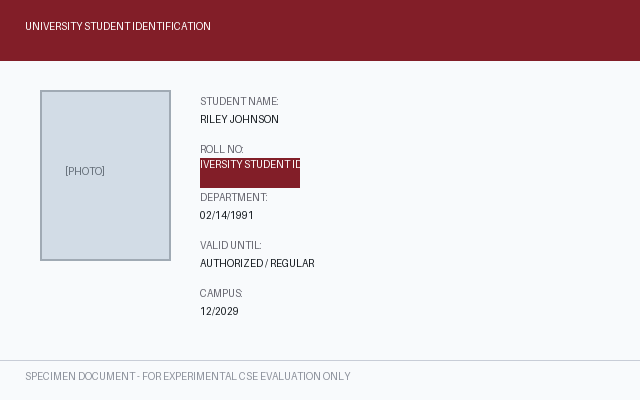 UNIVERSITY STUDENT IDENTIFICATION
[PHOTO]
STUDENT NAME:
RILEY JOHNSON
ROLL NO:
IVERSITY STUDENT ID
DEPARTMENT:
02/14/1991
VALID UNTIL:
AUTHORIZED / REGULAR
CAMPUS:
12/2029
SPECIMEN DOCUMENT - FOR EXPERIMENTAL CSE EVALUATION ONLY